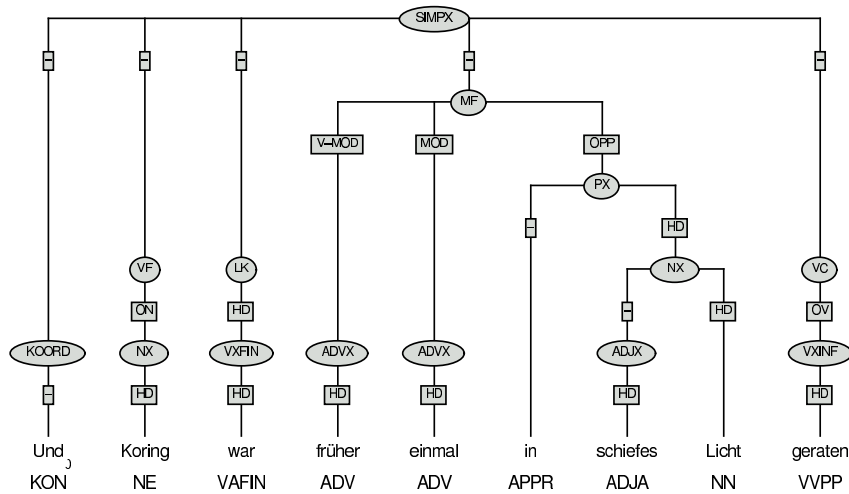 SIMPX
– – – – –
MF
V–MOD MOD OPP
PX
– HD
VF LK NX VC
ON HD – HD OV
KOORD NX VXFIN ADVX ADVX ADJX VXINF
– HD HD HD HD HD HD
Und Koring war früher einmal in schiefes Licht geraten
KON NE VAFIN ADV ADV APPR ADJA NN VVPP